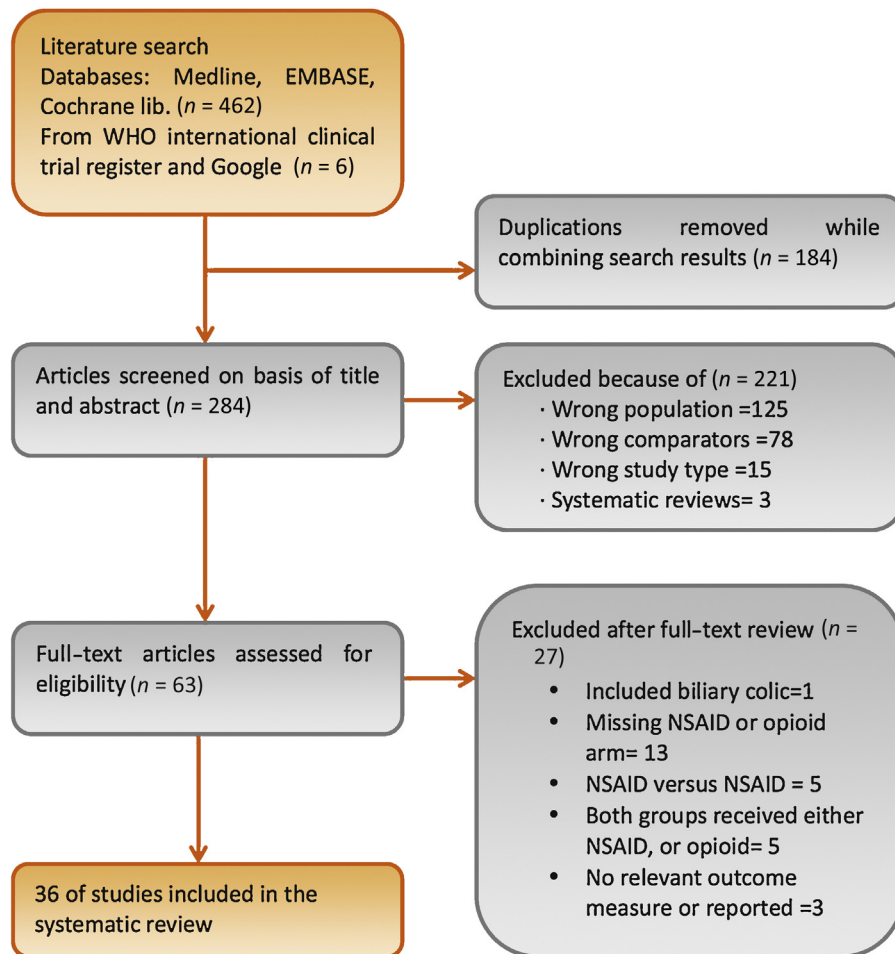 Literature search
Databases: Medline, EMBASE,
Cochrane lib. (n = 462)
From WHO international clinical
trial register and Google (n = 6)
Duplications removed while
combining search results (n = 184)
Articles screened on basis of title
and abstract (n = 284)
Excluded because of (n = 221)
· Wrong population =125
· Wrong comparators =78
· Wrong study type =15
· Systematic reviews= 3
Full-text articles assessed for
eligibility (n = 63)
Excluded after full-text review (n =
27)
• Included biliary colic=1
• Missing NSAID or opioid
arm= 13
• NSAID versus NSAID = 5
• Both groups received either
NSAID, or opioid= 5
• No relevant outcome
measure or reported =3
36 of studies included in the
systematic review